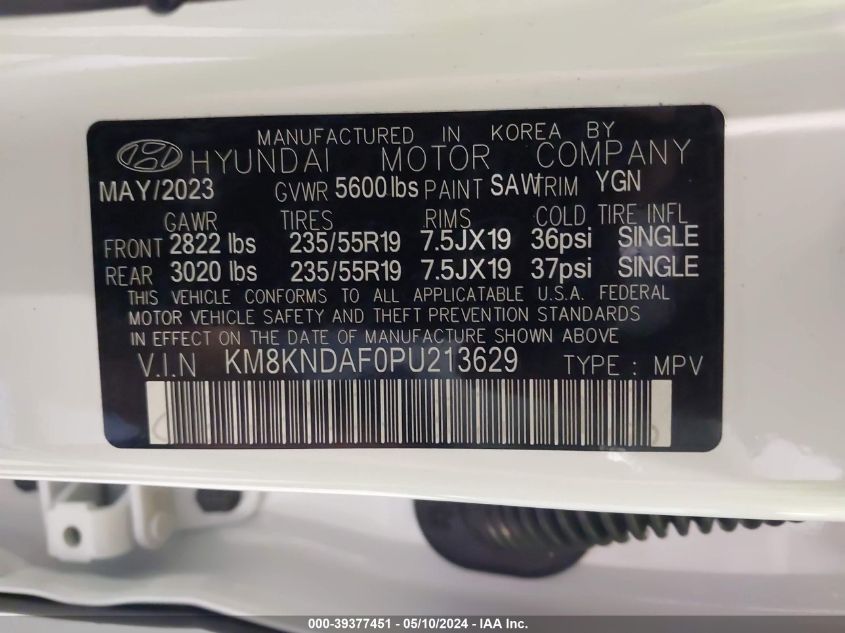 MANUFACTURED IN KOREA BY
HYUNDAI MOTOR COMPANY
MAY/2023 GVWR 5600lbs PAINT SAW TRIM YGN
GAWR TIRES RIMS COLD TIRE INFL
FRONT 2822 lbs 235/55R19 7.5JX19 36psi SINGLE
REAR 3020 lbs 235/55R19 7.5JX19 37psi SINGLE
THIS VEHICLE CONFORMS TO ALL APPLICATABLE U.S.A. FEDERAL
MOTOR VEHICLE SAFETY AND THEFT PREVENTION STANDARDS
IN EFFECT ON THE DATE OF MANUFACTURE SHOWN ABOVE
V.I.N KM8KNDAF0PU213629 TYPE : MPV
000-39377451 - 05/10/2024 - IAA Inc.